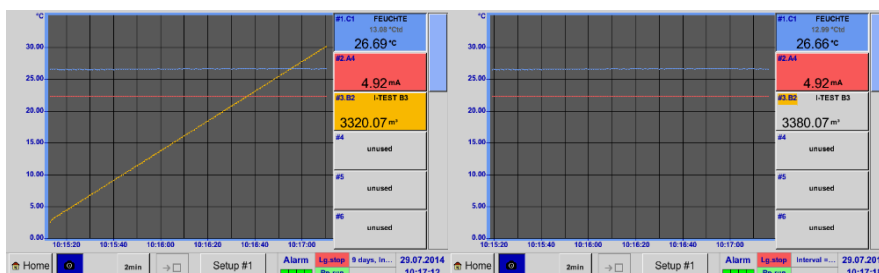 °C
30.00
25.00
20.00
15.00
10.00
5.00
0.00
10:15:20 10:15:40 10:16:00 10:16:20 10:16:40 10:17:00
#1.C1 FEUCHTE
26.69 °C
#2.A4
4.92 mA
#3.B2 I-TEST B3
3320.07 m³
#4
unused
#5
unused
#6
unused
Home 2min Setup #1 Alarm Lg.stop 9 days, In... 29.07.2014
10:17:12
°C
30.00
25.00
20.00
15.00
10.00
5.00
0.00
10:15:20 10:15:40 10:16:00 10:16:20 10:16:40 10:17:00
#1.C1 FEUCHTE
26.66 °C
#2.A4
4.92 mA
#3.B2 I-TEST B3
3380.07 m³
#4
unused
#5
unused
#6
unused
Home 2min Setup #1 Alarm Lg.stop Interval =... 29.07.201